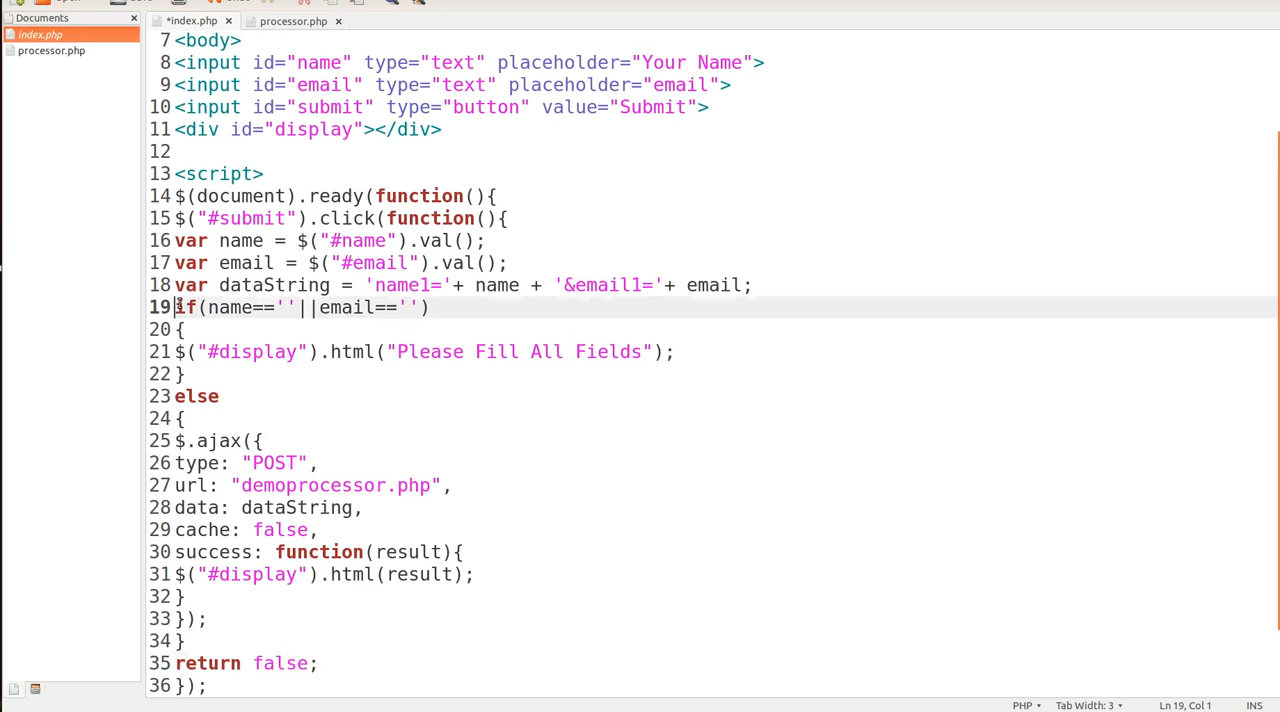 Documents
*index.php
processor.php
index.php
processor.php
7 <body>
8 <input id="name" type="text" placeholder="Your Name">
9 <input id="email" type="text" placeholder="email">
10 <input id="submit" type="button" value="Submit">
11 <div id="display"></div>
12
13 <script>
14 $(document).ready(function(){
15 $("#submit").click(function(){
16 var name = $("#name").val();
17 var email = $("#email").val();
18 var dataString = 'name1='+ name + '&email1='+ email;
19 if(name==''||email=='')
20 {
21 $("#display").html("Please Fill All Fields");
22 }
23 else
24 {
25 $.ajax({
26 type: "POST",
27 url: "demoprocessor.php",
28 data: dataString,
29 cache: false,
30 success: function(result){
31 $("#display").html(result);
32 }
33 });
34 }
35 return false;
36 });
PHP Tab Width: 3 Ln 19, Col 1 INS